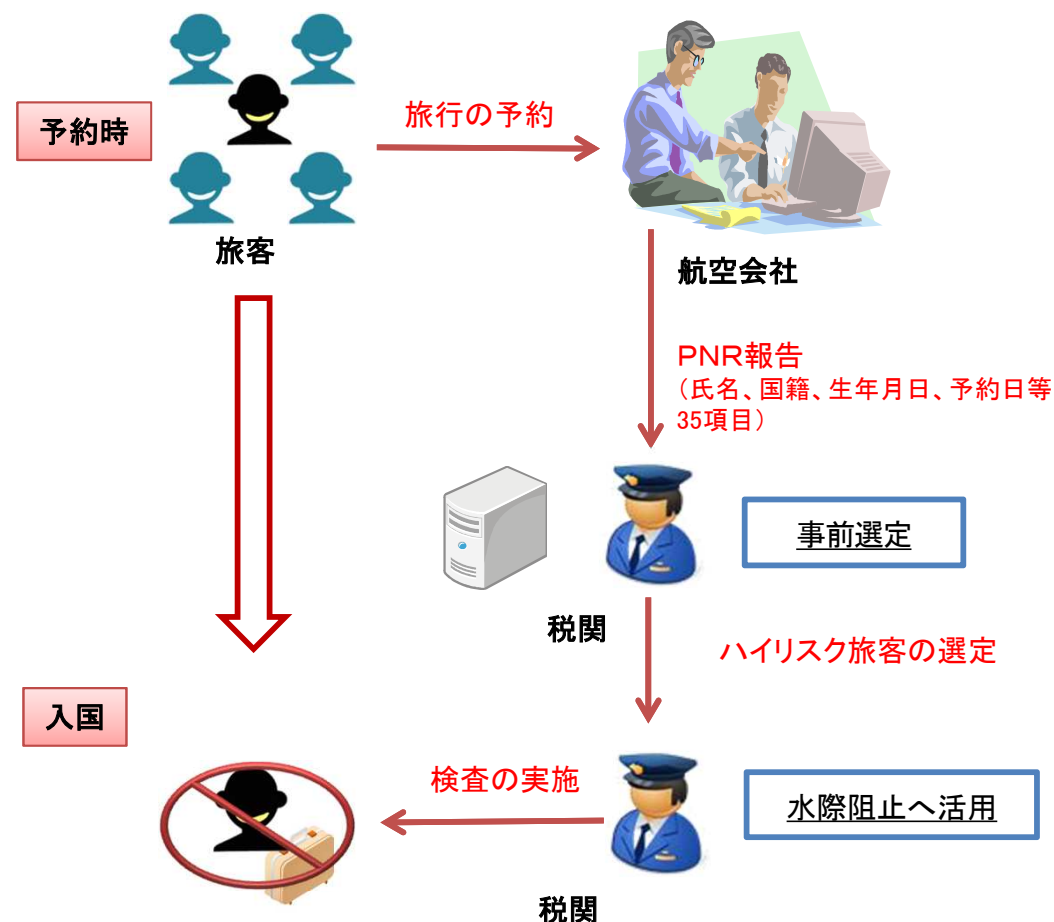 予約時
旅行の予約
旅客
航空会社
ＰＮＲ報告
（氏名、国籍、生年月日、予約日等
35項目）
事前選定
税関
ハイリスク旅客の選定
入国
検査の実施
水際阻止へ活用
税関